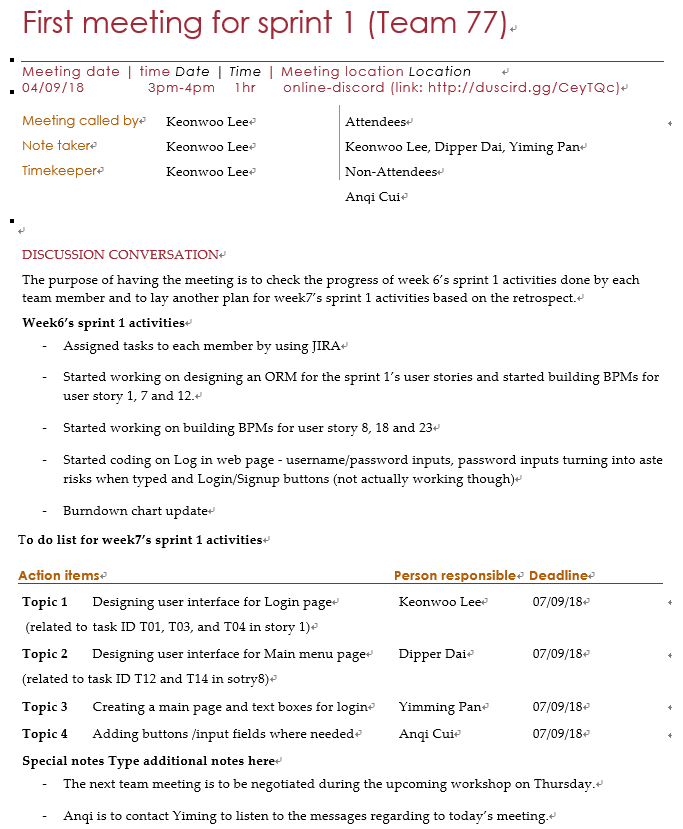 First meeting for sprint 1 (Team 77)
Meeting date | time Date | Time | Meeting location Location
04/09/18 3pm-4pm 1hr online-discord (link: http://duscird.gg/CeyTQc)
Meeting called by Keonwoo Lee
Note taker Keonwoo Lee
Timekeeper Keonwoo Lee
Attendees
Keonwoo Lee, Dipper Dai, Yiming Pan
Non-Attendees
Anqi Cui
DISCUSSION CONVERSATION
The purpose of having the meeting is to check the progress of week 6's sprint 1 activities done by each
team member and to lay another plan for week7's sprint 1 activities based on the retrospect.
Week6's sprint 1 activities
- Assigned tasks to each member by using JIRA
- Started working on designing an ORM for the sprint 1's user stories and started building BPMs for
user story 1, 7 and 12.
- Started working on building BPMs for user story 8, 18 and 23
- Started coding on Log in web page - username/password inputs, password inputs turning into aste
risks when typed and Login/Signup buttons (not actually working though)
- Burndown chart update
To do list for week7's sprint 1 activities
Action items Person responsible Deadline
Topic 1 Designing user interface for Login page Keonwoo Lee 07/09/18
(related to task ID T01, T03, and T04 in story 1)
Topic 2 Designing user interface for Main menu page Dipper Dai 07/09/18
(related to task ID T12 and T14 in sotry8)
Topic 3 Creating a main page and text boxes for login Yimming Pan 07/09/18
Topic 4 Adding buttons /input fields where needed Anqi Cui 07/09/18
Special notes Type additional notes here
- The next team meeting is to be negotiated during the upcoming workshop on Thursday.
- Anqi is to contact Yiming to listen to the messages regarding to today's meeting.